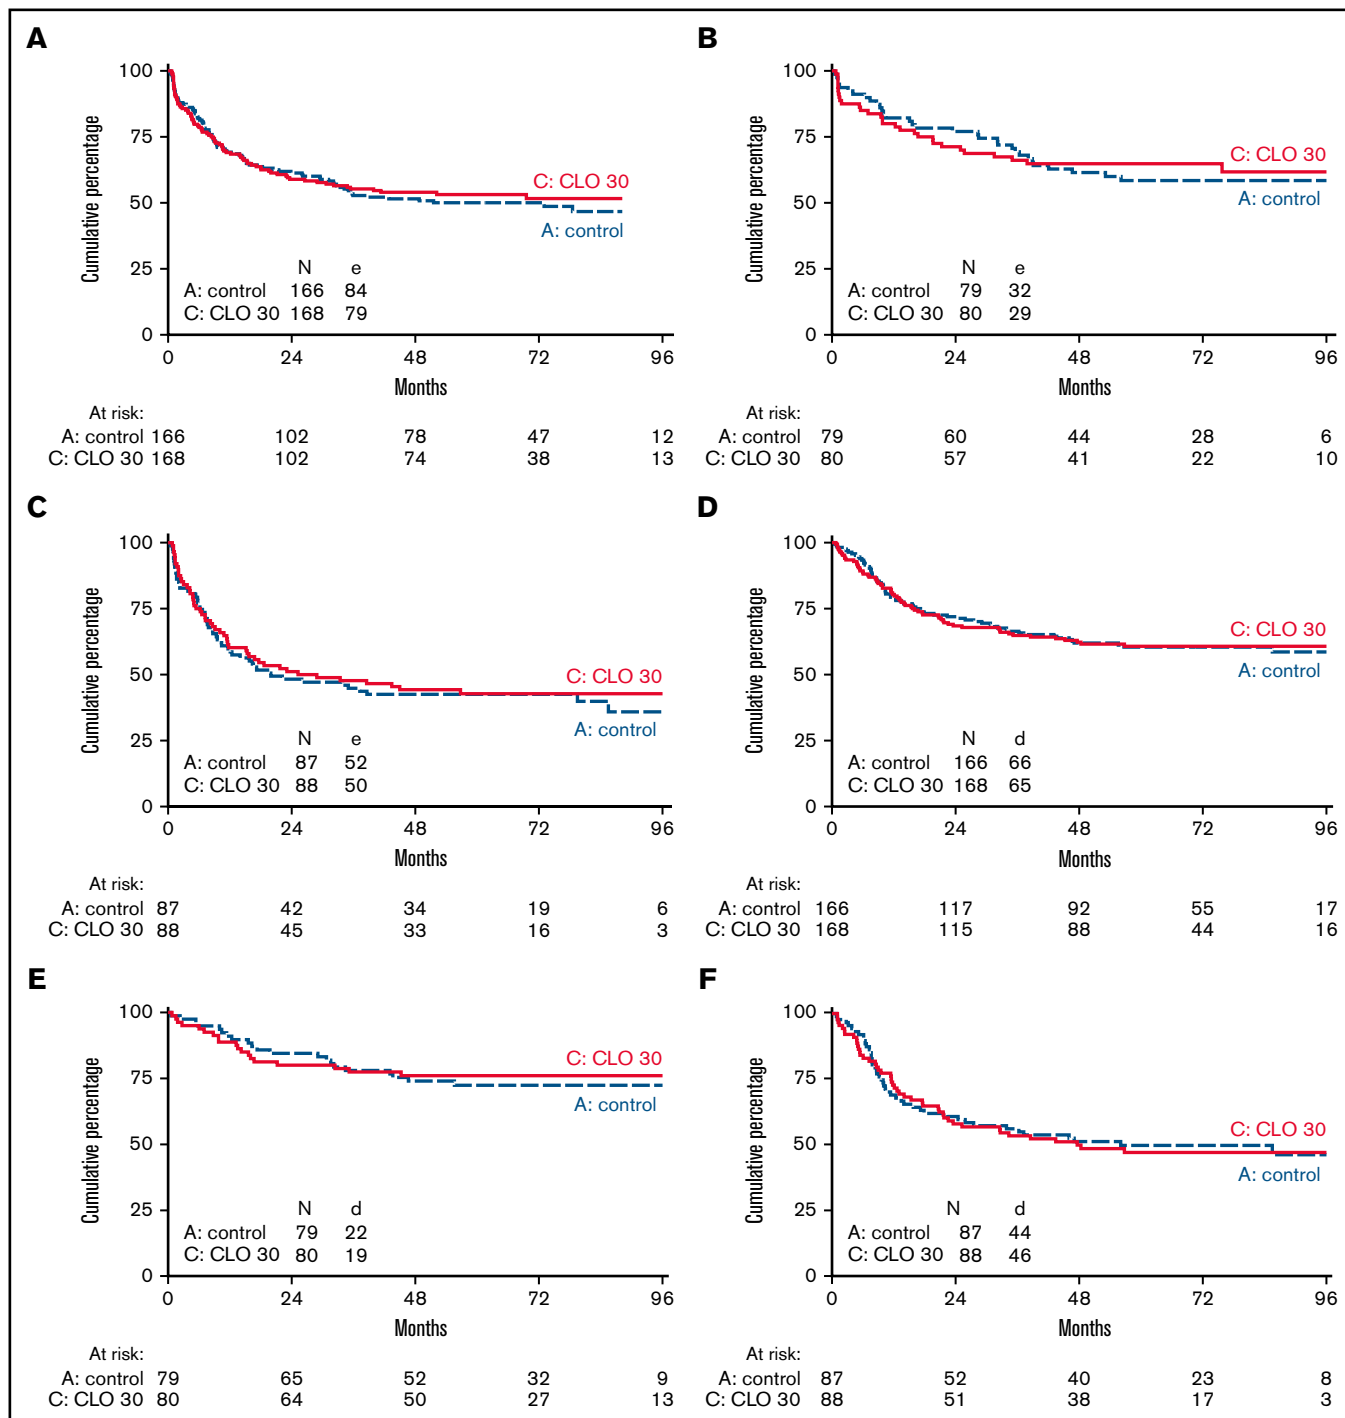 A
Cumulative percentage
100
75
50
25
0
C: CLO 30
A: control
N e
A: control 166 84
C: CLO 30 168 79
0 24 48 72 96
Months
At risk:
A: control 166 102 78 47 12
C: CLO 30 168 102 74 38 13
B
Cumulative percentage
100
75
50
25
0
C: CLO 30
A: control
N e
A: control 79 32
C: CLO 30 80 29
0 24 48 72 96
Months
At risk:
A: control 79 60 44 28 6
C: CLO 30 80 57 41 22 10
C
Cumulative percentage
100
75
50
25
0
C: CLO 30
A: control
N e
A: control 87 52
C: CLO 30 88 50
0 24 48 72 96
Months
At risk:
A: control 87 42 34 19 6
C: CLO 30 88 45 33 16 3
D
Cumulative percentage
100
75
50
25
0
C: CLO 30
A: control
N d
A: control 166 66
C: CLO 30 168 65
0 24 48 72 96
Months
At risk:
A: control 166 117 92 55 17
C: CLO 30 168 115 88 44 16
E
Cumulative percentage
100
75
50
25
0
C: CLO 30
A: control
N d
A: control 79 22
C: CLO 30 80 19
0 24 48 72 96
Months
At risk:
A: control 79 65 52 32 9
C: CLO 30 80 64 50 27 13
F
Cumulative percentage
100
75
50
25
0
C: CLO 30
A: control
N d
A: control 87 44
C: CLO 30 88 46
0 24 48 72 96
Months
At risk:
A: control 87 52 40 23 8
C: CLO 30 88 51 38 17 3